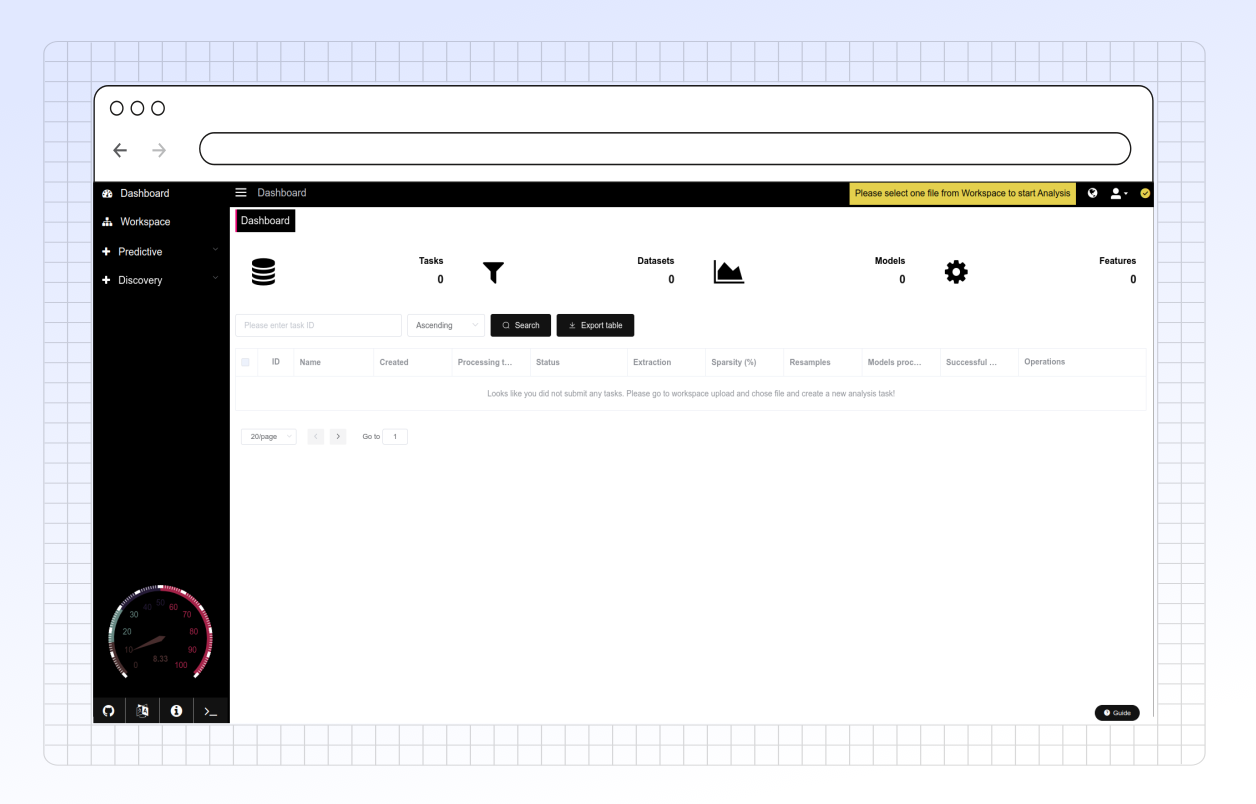 Dashboard
Dashboard
Please select one file from Workspace to start Analysis
Workspace
Dashboard
Predictive
Discovery
Tasks
0
Datasets
0
Models
0
Features
0
Please enter task ID
Ascending
Search
Export table
ID Name Created Processing t... Status Extraction Sparsity (%) Resamples Models proc... Successful ... Operations
Looks like you did not submit any tasks. Please go to workspace upload and chose file and create a new analysis task!
20/page
Go to 1
0 10 20 30 40 50 60 70 80 90 100
8.33
Guide